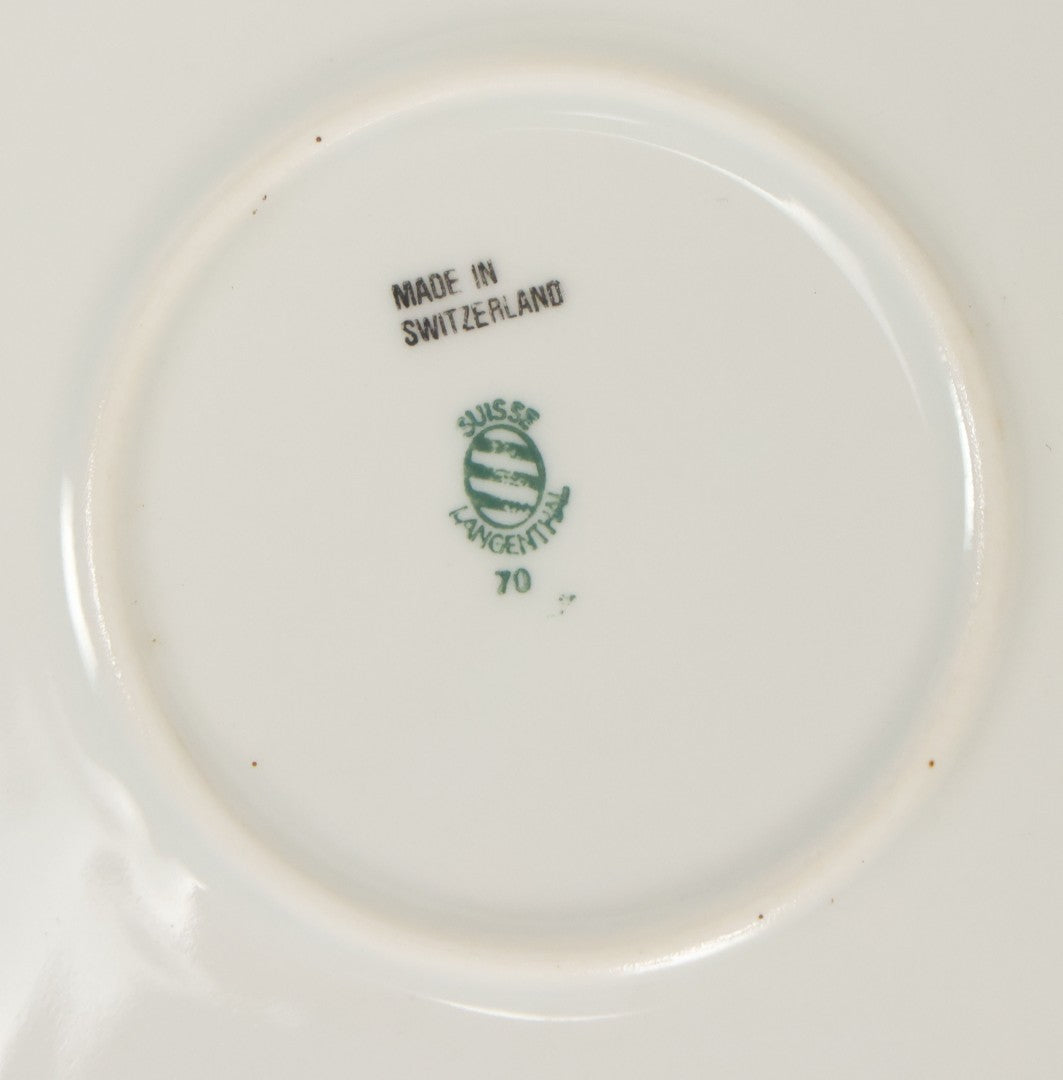 MADE IN
SWITZERLAND
SUISSE
LANGENTHAL
70